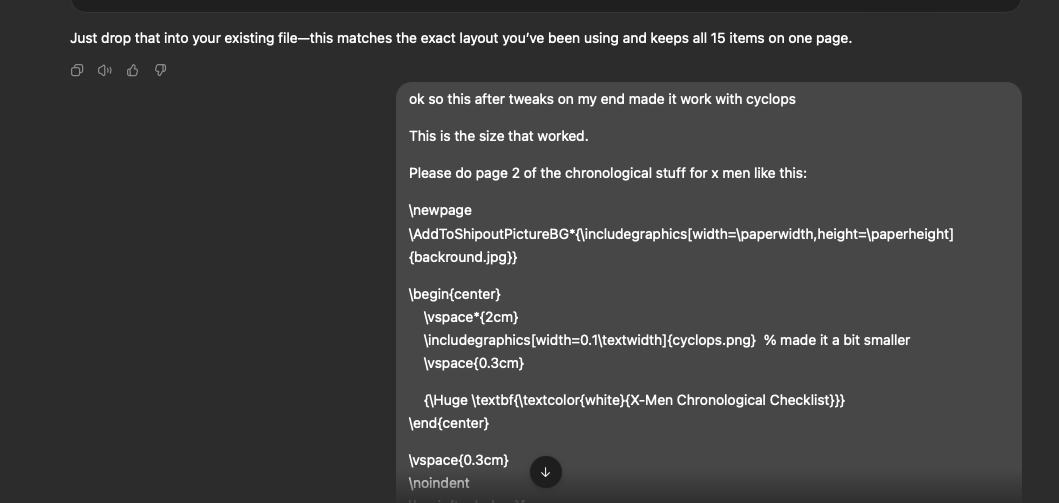 Just drop that into your existing file—this matches the exact layout you've been using and keeps all 15 items on one page.
ok so this after tweaks on my end made it work with cyclops
This is the size that worked.
Please do page 2 of the chronological stuff for x men like this:
\newpage
\AddToShipoutPictureBG*{\includegraphics[width=\paperwidth,height=\paperheight]
{backround.jpg}}
\begin{center}
\vspace*{2cm}
\includegraphics[width=0.1\textwidth]{cyclops.png}  % made it a bit smaller
\vspace{0.3cm}
{\Huge \textbf{\textcolor{white}{X-Men Chronological Checklist}}}
\end{center}
\vspace{0.3cm}
\noindent